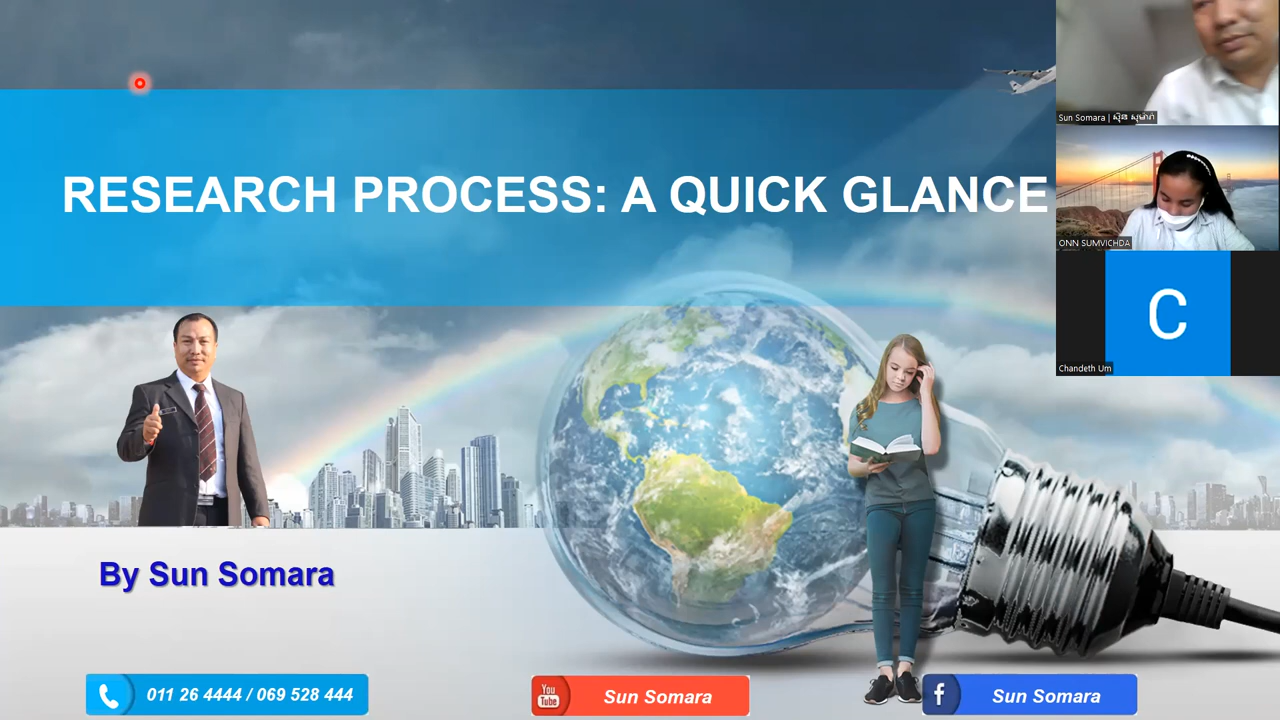 RESEARCH PROCESS: A QUICK GLANCE
By Sun Somara
011 26 4444 / 069 528 444
You
Tube
Sun Somara
f
Sun Somara
Sun Somara | ស៊ុន សុម៉ារ៉ា
ONN SUMVICHDA
C
Chandeth Um